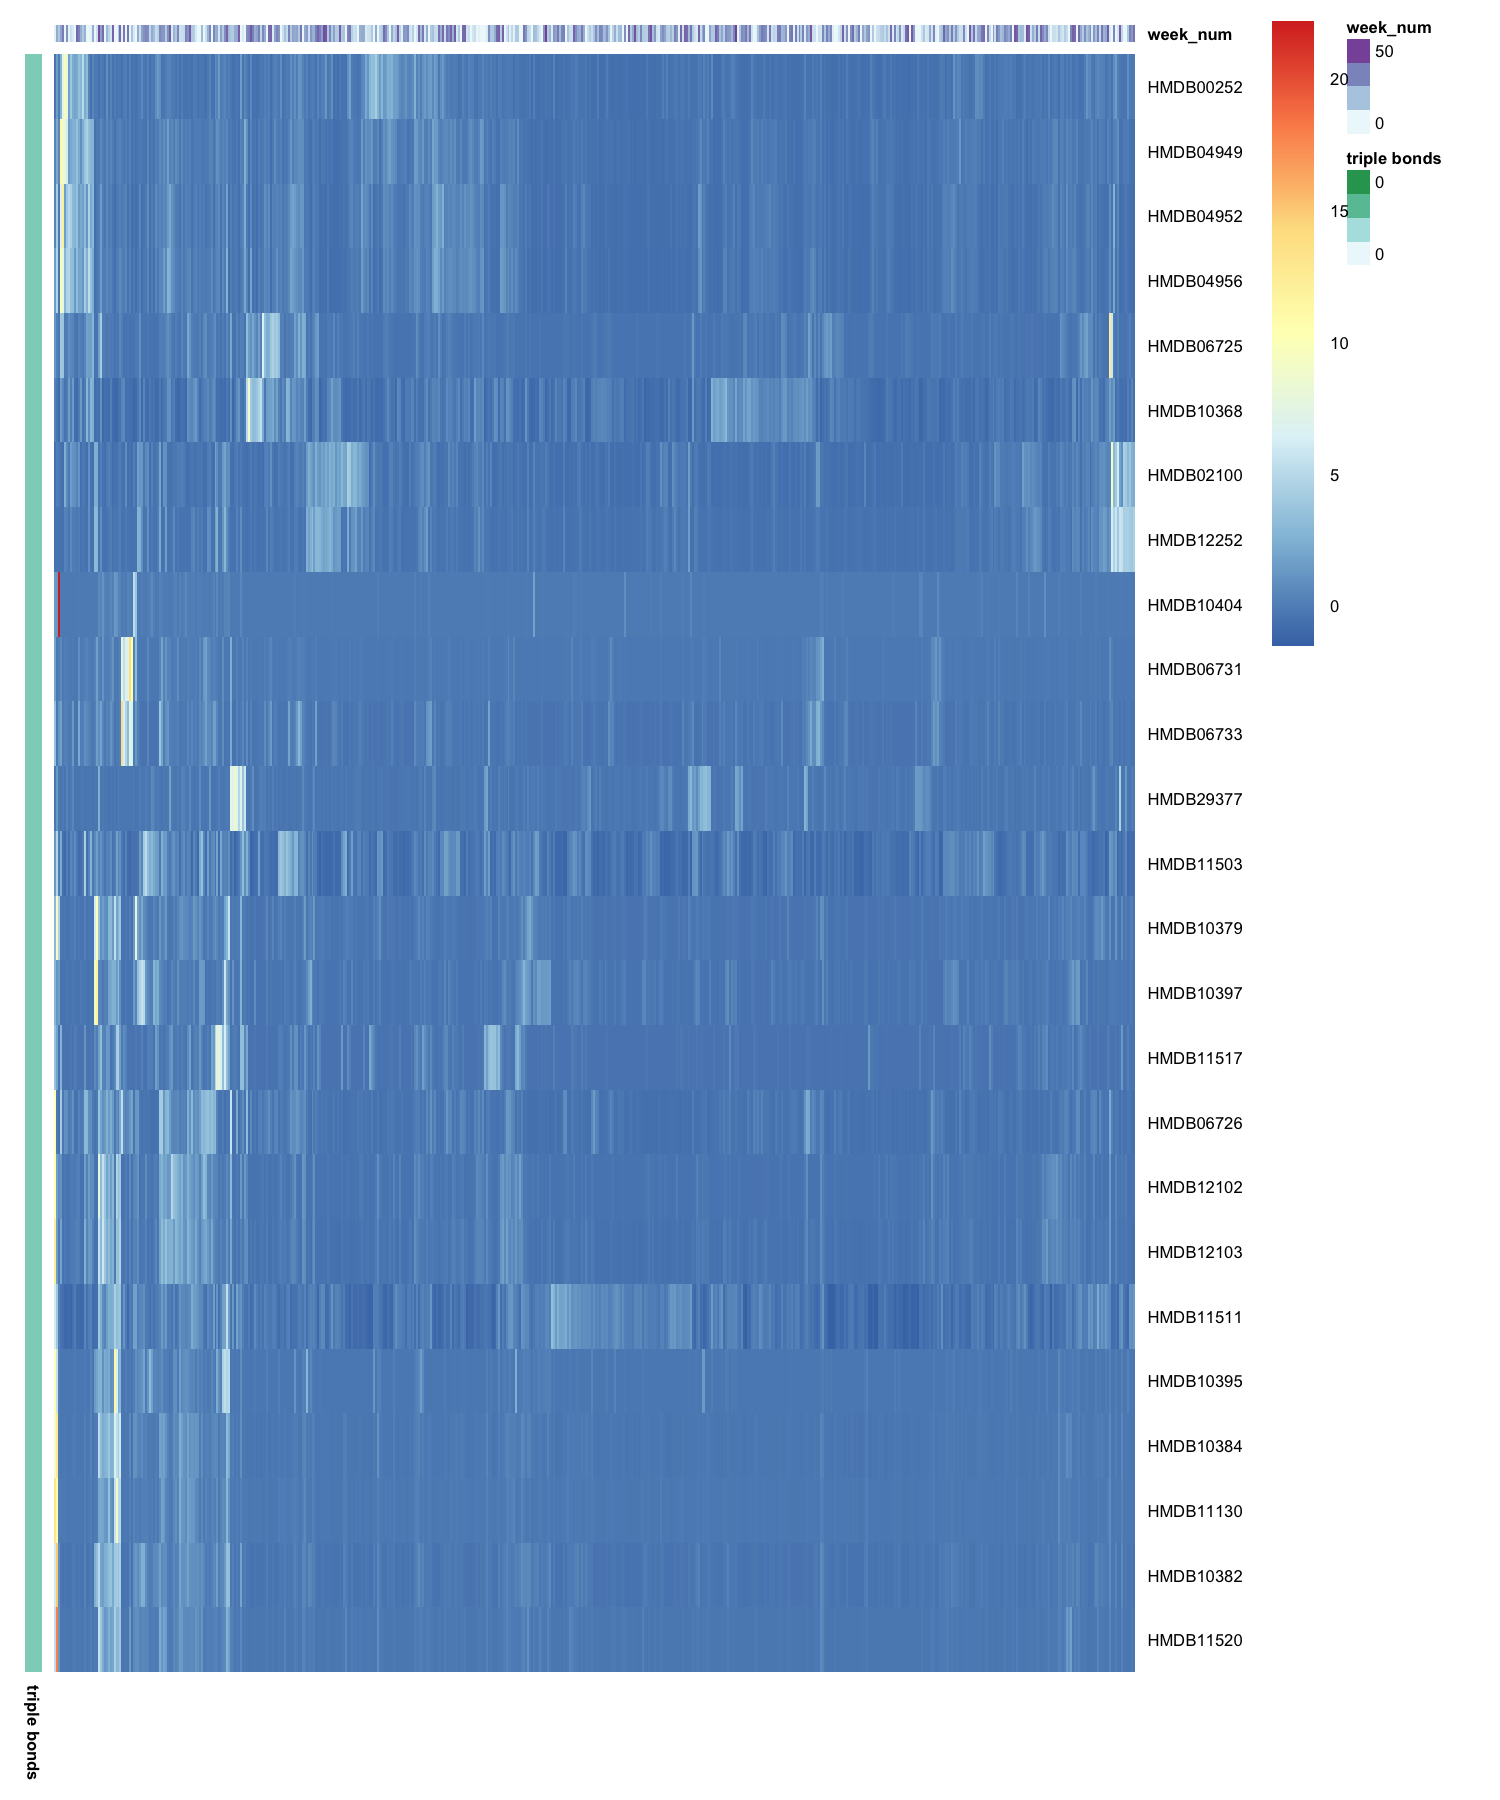 week_num
HMDB00252
HMDB04949
HMDB04952
HMDB04956
HMDB06725
HMDB10368
HMDB02100
HMDB12252
HMDB10404
HMDB06731
HMDB06733
HMDB29377
HMDB11503
HMDB10379
HMDB10397
HMDB11517
HMDB06726
HMDB12102
HMDB12103
HMDB11511
HMDB10395
HMDB10384
HMDB11130
HMDB10382
HMDB11520
triple bonds
20
15
10
5
0
week_num
50
0
triple bonds
0
0